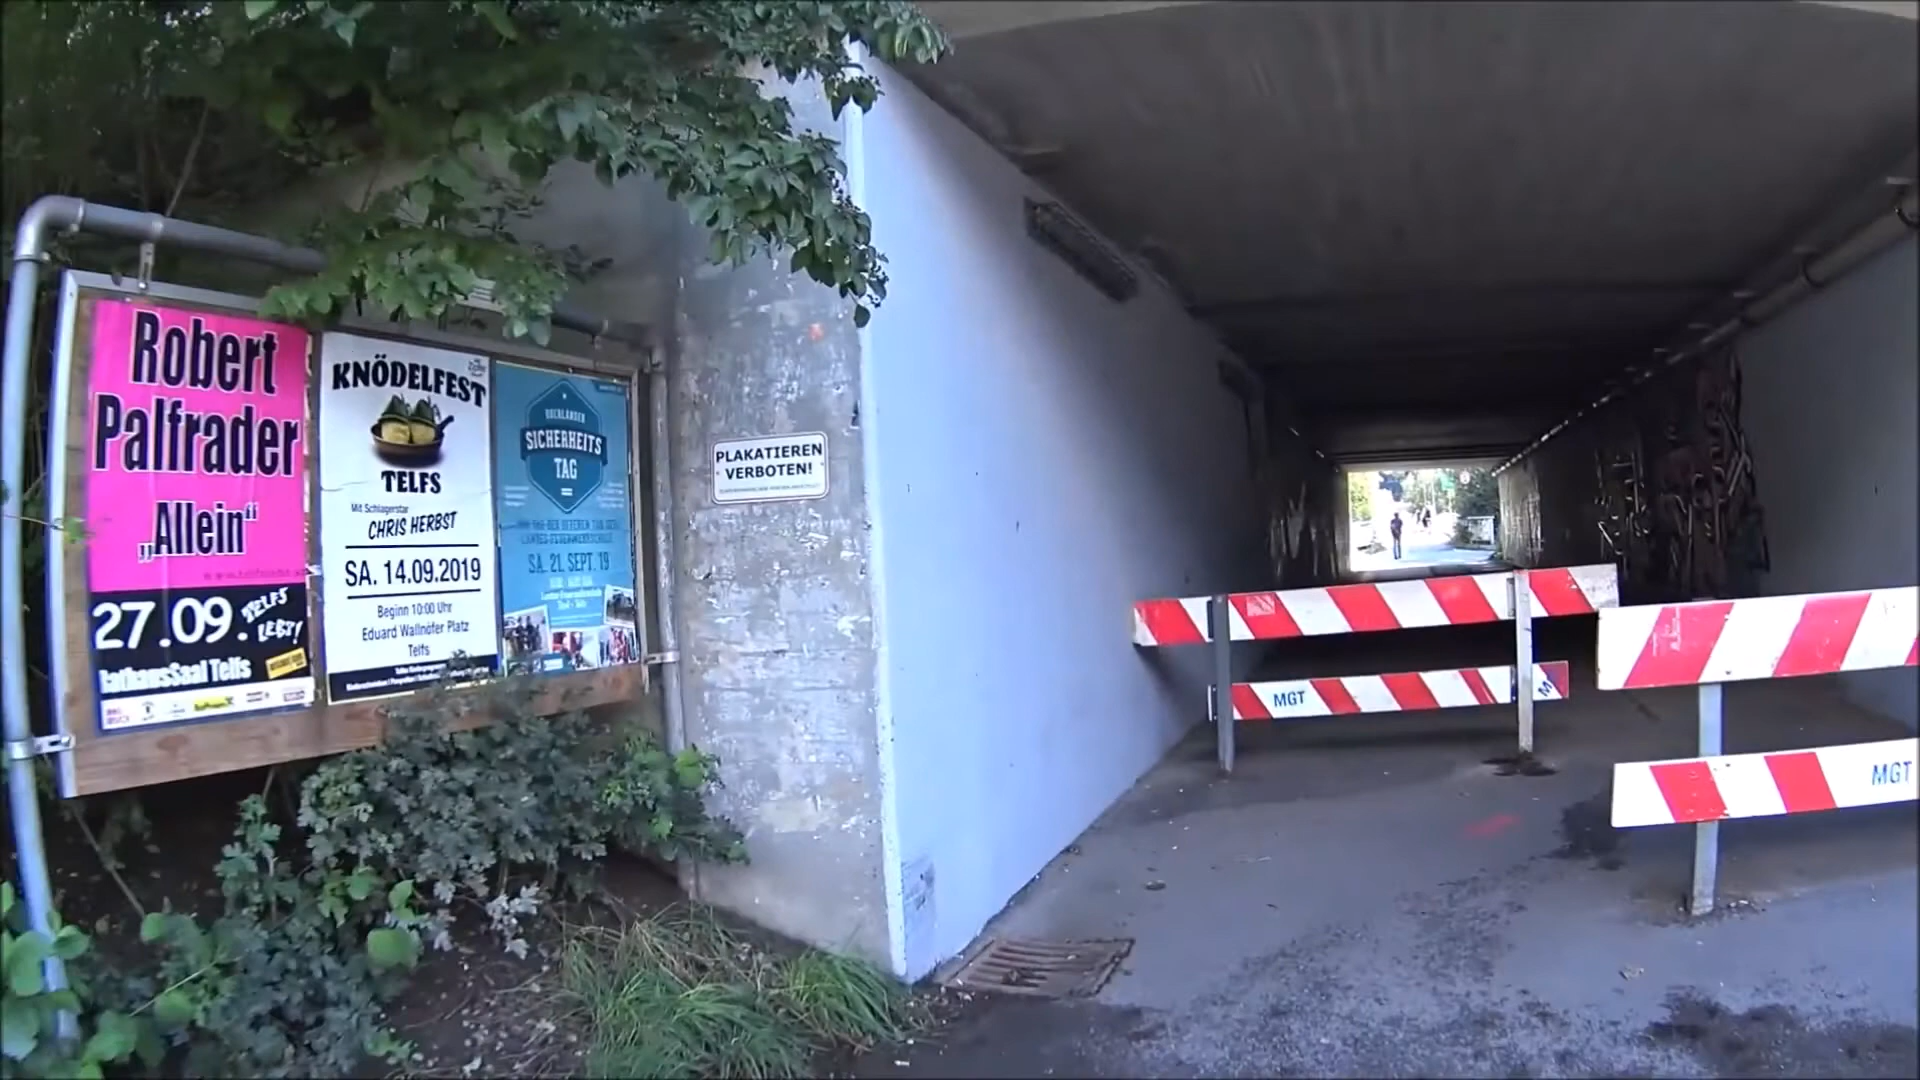 Robert
Palfrader
„Allein“
27.09.
TELFS
LEBT!
RathausSaal Telfs
KNÖDELFEST
TELFS
Mit Schlagerstar
CHRIS HERBST
SA. 14.09.2019
Beginn 10:00 Uhr
Eduard Wallnöfer Platz
Telfs
OBERLÄNDER
SICHERHEITS
TAG
SA. 21. SEPT. 19
PLAKATIEREN
VERBOTEN!
MGT
M
MGT